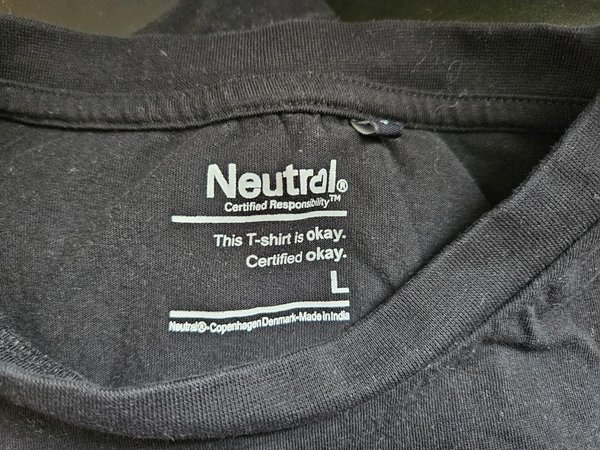 Neutral®
Certified Responsibility™
This T-shirt is okay.
Certified okay.
L
Neutral®-Copenhagen Denmark-Made in India